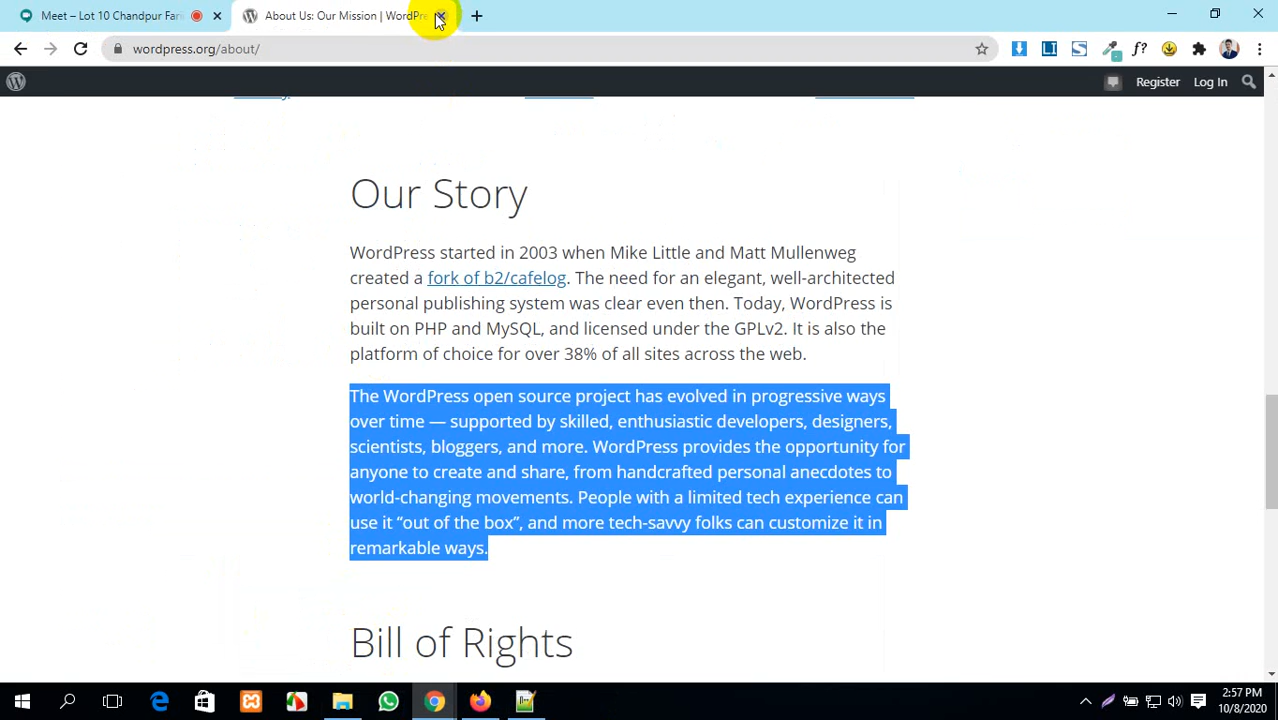 Meet – Lot 10 Chandpur Far
About Us: Our Mission | WordPre
wordpress.org/about/
f?
Register
Log In
Our Story
WordPress started in 2003 when Mike Little and Matt Mullenweg
created a fork of b2/cafelog. The need for an elegant, well-architected
personal publishing system was clear even then. Today, WordPress is
built on PHP and MySQL, and licensed under the GPLv2. It is also the
platform of choice for over 38% of all sites across the web.
The WordPress open source project has evolved in progressive ways
over time — supported by skilled, enthusiastic developers, designers,
scientists, bloggers, and more. WordPress provides the opportunity for
anyone to create and share, from handcrafted personal anecdotes to
world-changing movements. People with a limited tech experience can
use it “out of the box”, and more tech-savvy folks can customize it in
remarkable ways.
Bill of Rights
2:57 PM
10/8/2020